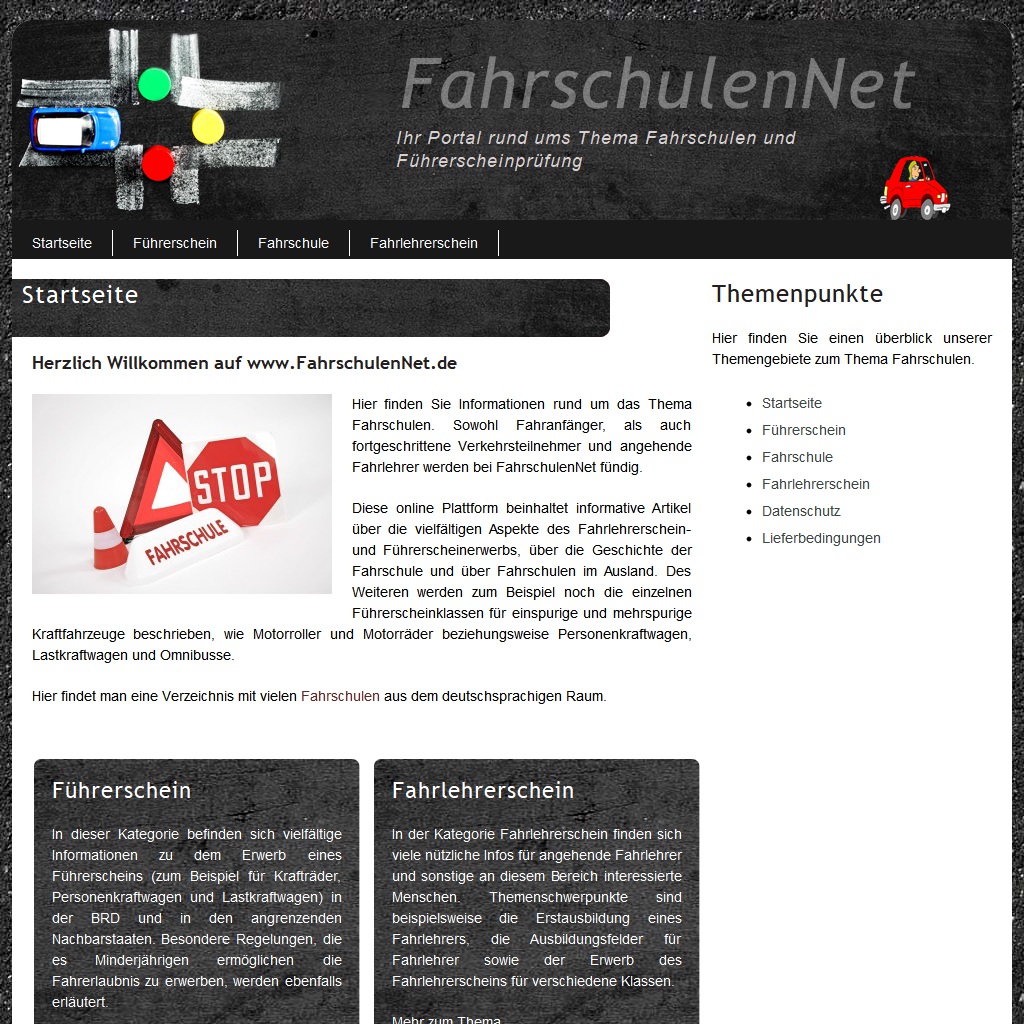 FahrschulenNet
Ihr Portal rund ums Thema Fahrschulen und
Führerscheinprüfung
Startseite
Führerschein
Fahrschule
Fahrlehrerschein
Startseite
Herzlich Willkommen auf www.FahrschulenNet.de
STOP
FAHRSCHULE
Hier finden Sie Informationen rund um das Thema
Fahrschulen. Sowohl Fahranfänger, als auch
fortgeschrittene Verkehrsteilnehmer und angehende
Fahrlehrer werden bei FahrschulenNet fündig.
Diese online Plattform beinhaltet informative Artikel
über die vielfältigen Aspekte des Fahrlehrerschein-
und Führerscheinerwerbs, über die Geschichte der
Fahrschule und über Fahrschulen im Ausland. Des
Weiteren werden zum Beispiel noch die einzelnen
Führerscheinklassen für einspurige und mehrspurige
Kraftfahrzeuge beschrieben, wie Motorroller und Motorräder beziehungsweise Personenkraftwagen,
Lastkraftwagen und Omnibusse.
Hier findet man eine Verzeichnis mit vielen Fahrschulen aus dem deutschsprachigen Raum.
Führerschein
In dieser Kategorie befinden sich vielfältige
Informationen zu dem Erwerb eines
Führerscheins (zum Beispiel für Krafträder,
Personenkraftwagen und Lastkraftwagen) in
der BRD und in den angrenzenden
Nachbarstaaten. Besondere Regelungen, die
es Minderjährigen ermöglichen die
Fahrerlaubnis zu erwerben, werden ebenfalls
erläutert.
Fahrlehrerschein
In der Kategorie Fahrlehrerschein finden sich
viele nützliche Infos für angehende Fahrlehrer
und sonstige an diesem Bereich interessierte
Menschen. Themenschwerpunkte sind
beispielsweise die Erstausbildung eines
Fahrlehrers, die Ausbildungsfelder für
Fahrlehrer sowie der Erwerb des
Fahrlehrerscheins für verschiedene Klassen.
Mehr zum Thema
Themenpunkte
Hier finden Sie einen überblick unserer
Themengebiete zum Thema Fahrschulen.
Startseite
Führerschein
Fahrschule
Fahrlehrerschein
Datenschutz
Lieferbedingungen